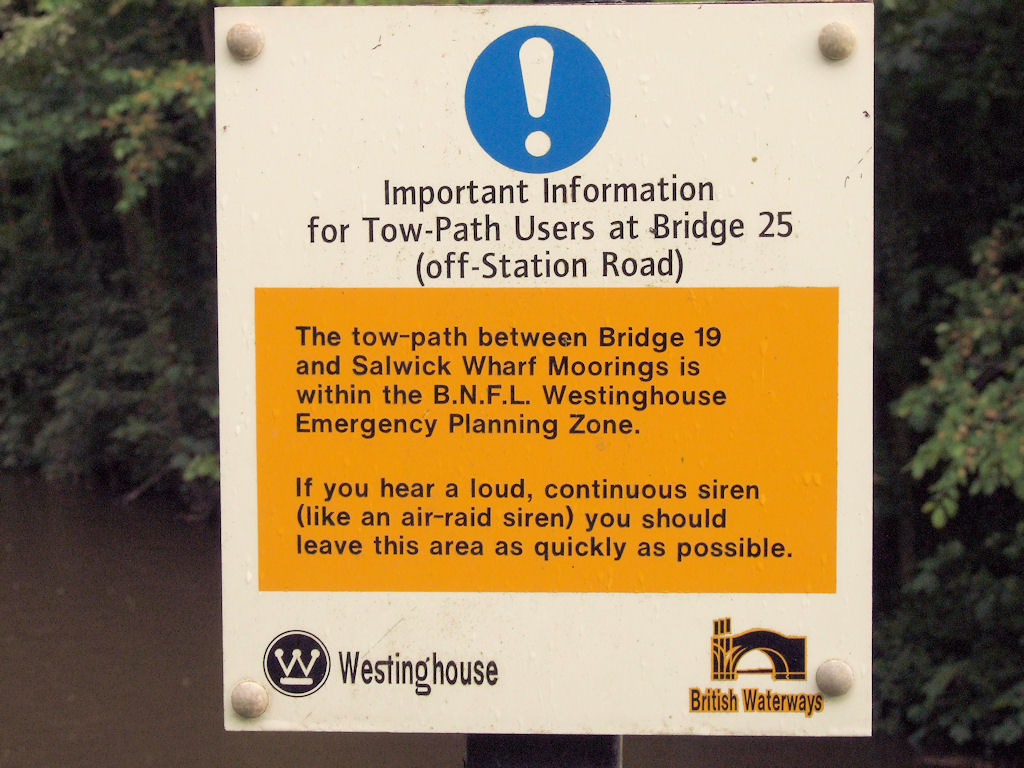 Important Information
for Tow-Path Users at Bridge 25
(off-Station Road)
The tow-path between Bridge 19
and Salwick Wharf Moorings is
within the B.N.F.L. Westinghouse
Emergency Planning Zone.
If you hear a loud, continuous siren
(like an air-raid siren) you should
leave this area as quickly as possible.
W Westinghouse
British Waterways